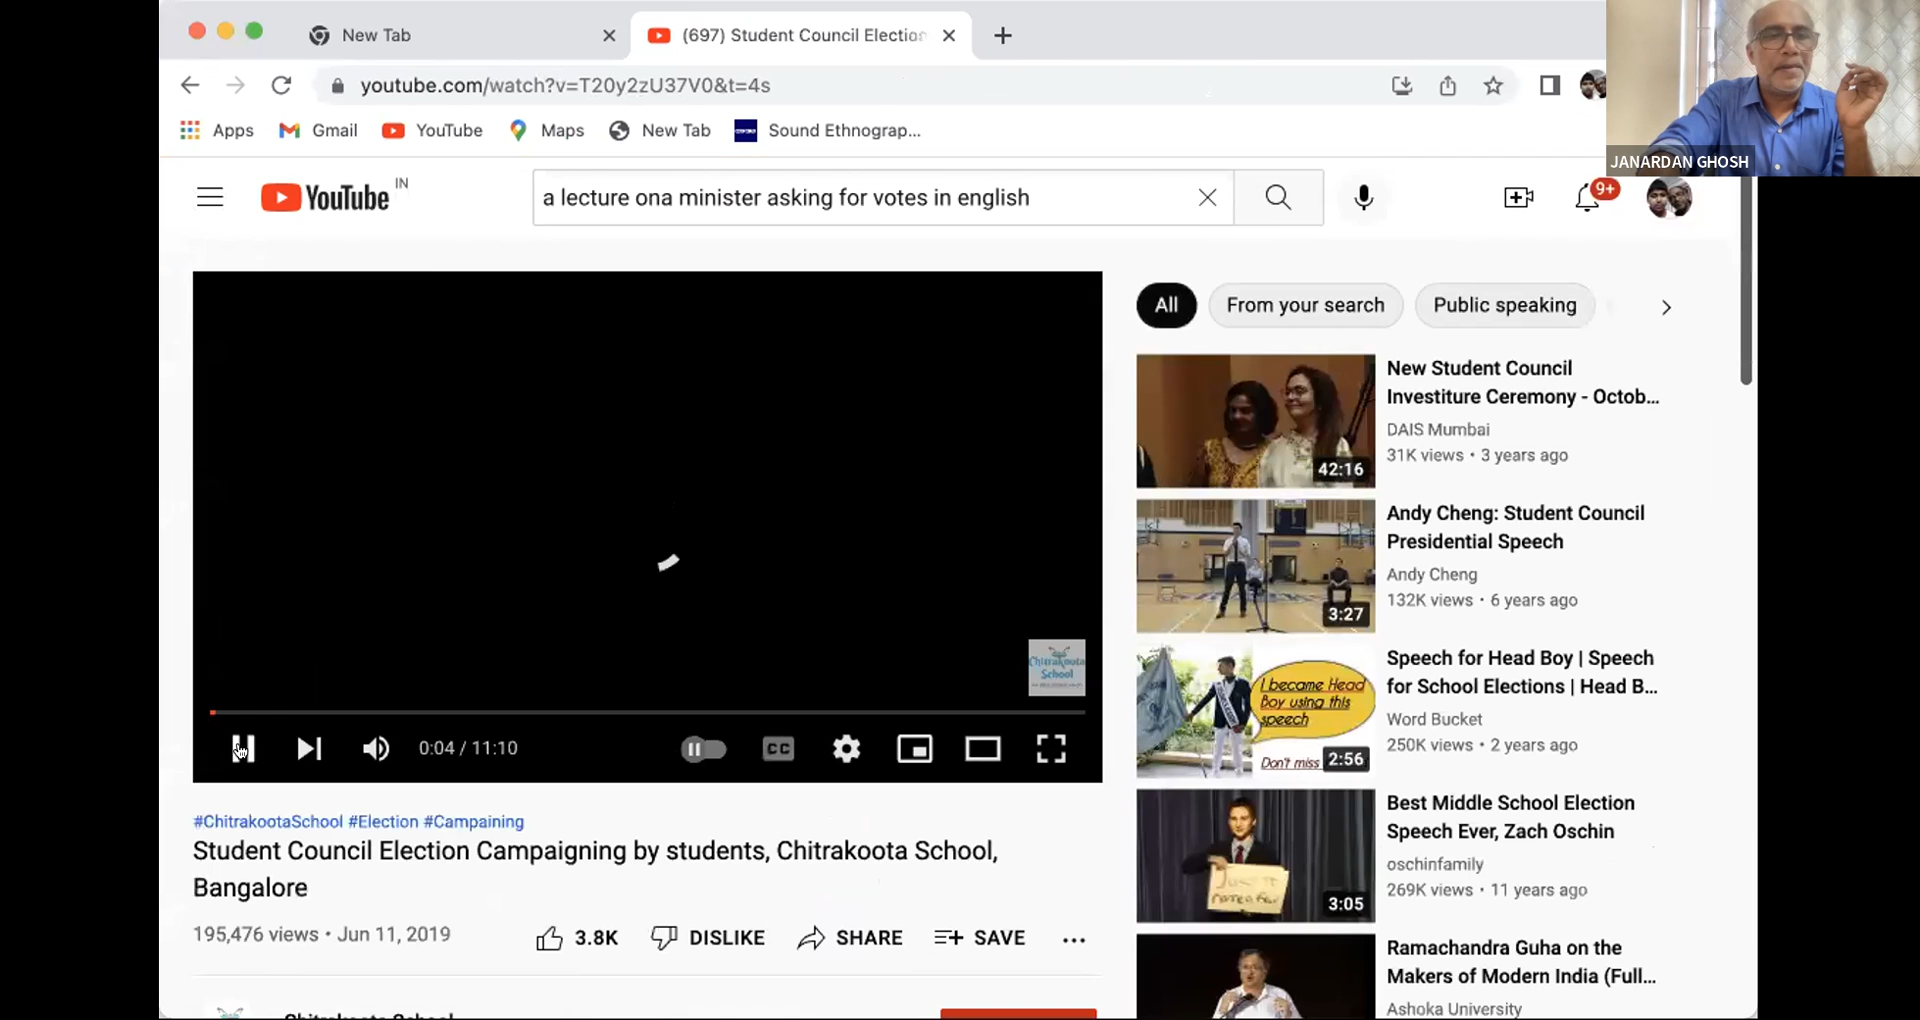 New Tab
(697) Student Council Election
youtube.com/watch?v=T20y2zU37V0&t=4s
Apps
Gmail
YouTube
Maps
New Tab
Sound Ethnograp...
JANARDAN GHOSH
YouTube IN
a lecture ona minister asking for votes in english
9+
All
From your search
Public speaking
New Student Council
Investiture Ceremony - Octob...
DAIS Mumbai
31K views • 3 years ago
42:16
Andy Cheng: Student Council
Presidential Speech
Andy Cheng
132K views • 6 years ago
3:27
I became Head
Boy using this
speech
Don't miss
2:56
Speech for Head Boy | Speech
for School Elections | Head B...
Word Bucket
250K views • 2 years ago
3:05
Best Middle School Election
Speech Ever, Zach Oschin
oschinfamily
269K views • 11 years ago
Ramachandra Guha on the
Makers of Modern India (Full...
Ashoka University
Chitrakoota
School
0:04 / 11:10
CC
#ChitrakootaSchool #Election #Campaining
Student Council Election Campaigning by students, Chitrakoota School,
Bangalore
195,476 views • Jun 11, 2019
3.8K
DISLIKE
SHARE
SAVE
...
Chitrakoota School